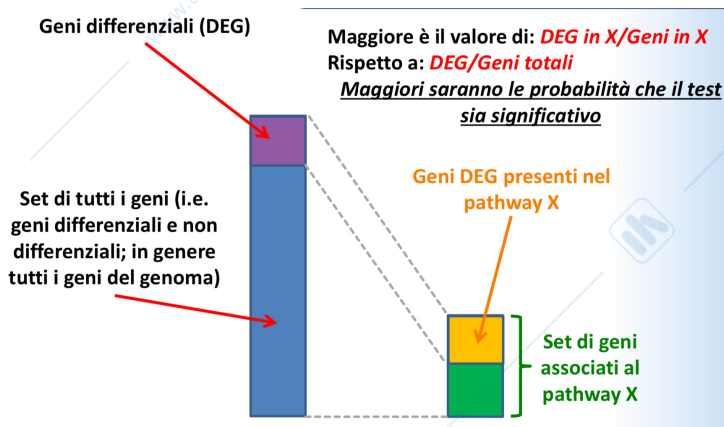 Geni differenziali (DEG)
Maggiore è il valore di: DEG in X/Geni in X
Rispetto a: DEG/Geni totali
Maggiori saranno le probabilità che il test
sia significativo
Set di tutti i geni (i.e.
geni differenziali e non
differenziali; in genere
tutti i geni del genoma)
Geni DEG presenti nel
pathway X
Set di geni
associati al
pathway X